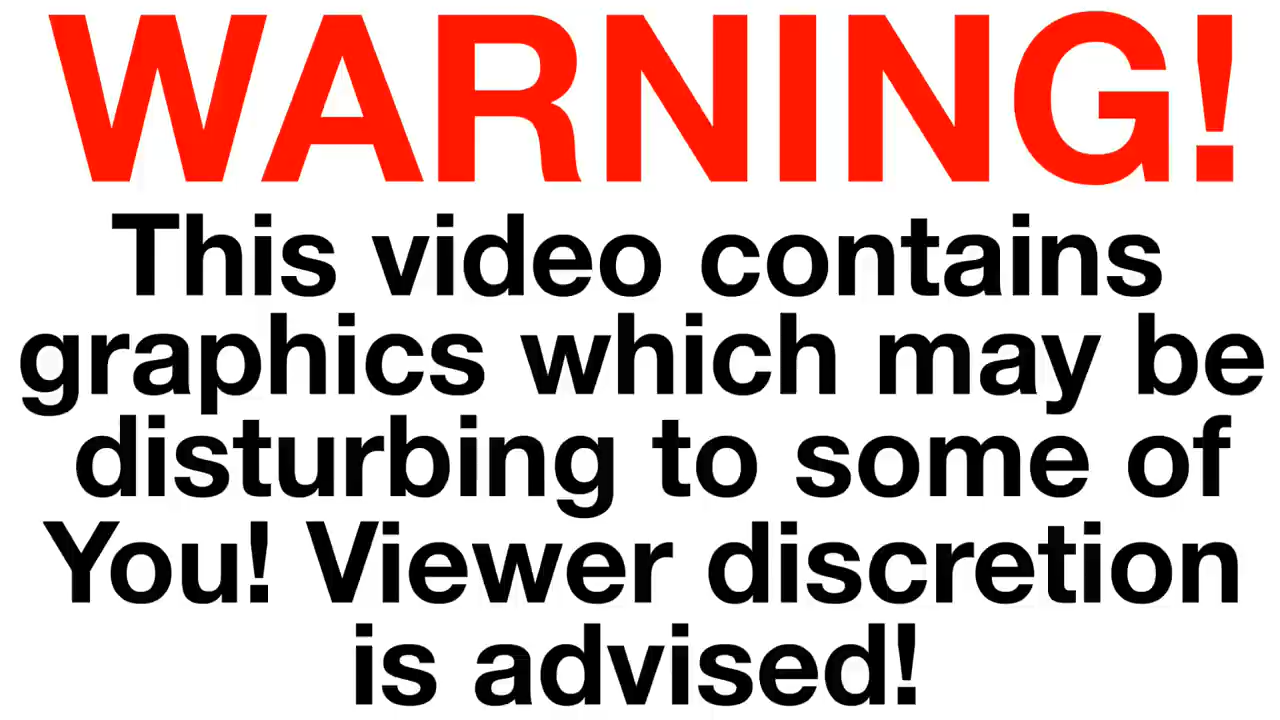 WARNING!
This video contains
graphics which may be
disturbing to some of
You! Viewer discretion
is advised!